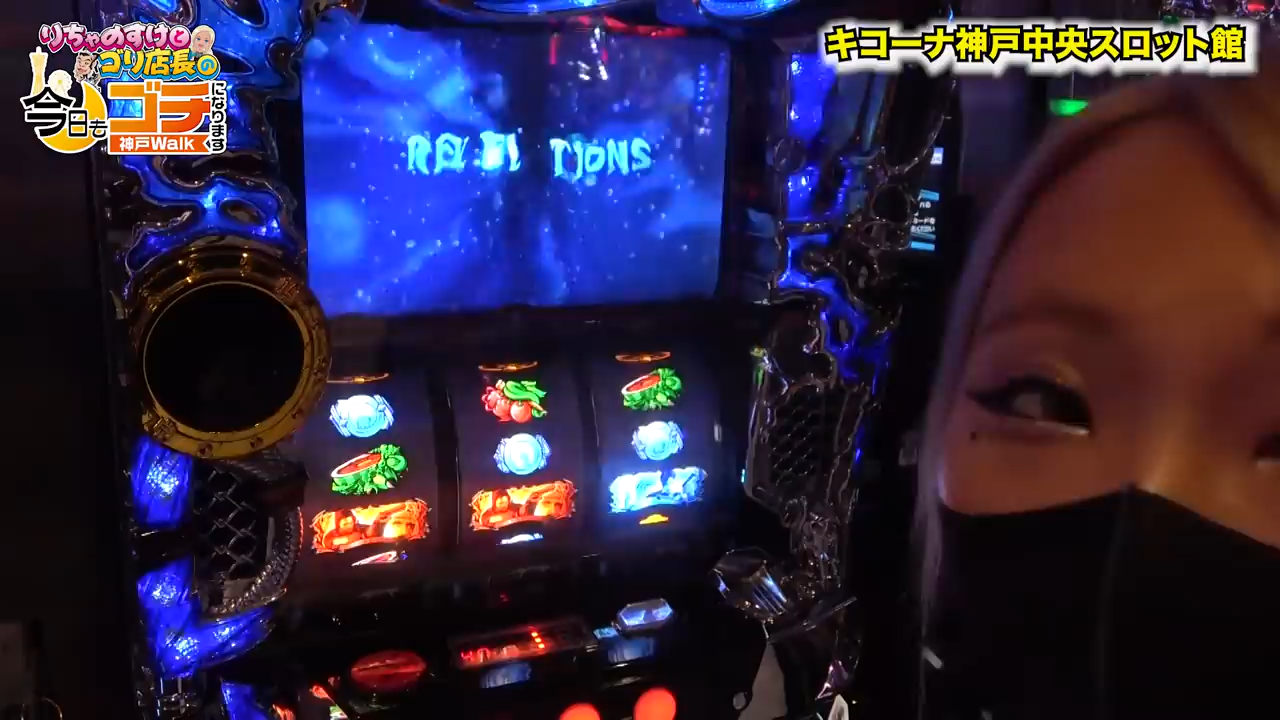 りちゃのすけと
ゴリ店長の
今日も
ゴチ
になります
神戸Walk
キコーナ神戸中央スロット館